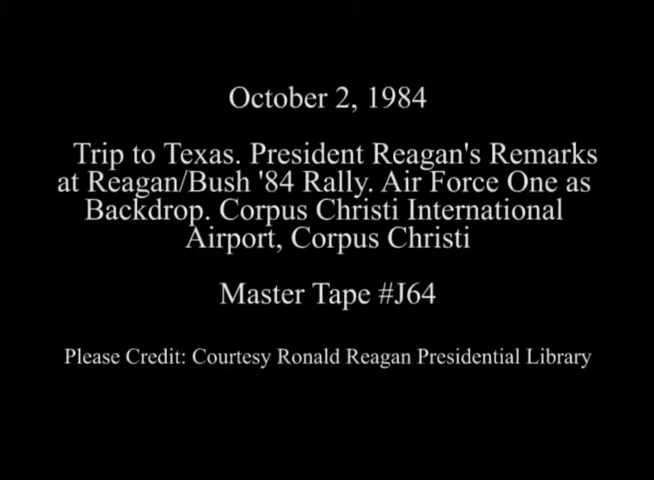 October 2, 1984
Trip to Texas. President Reagan's Remarks
at Reagan/Bush '84 Rally. Air Force One as
Backdrop. Corpus Christi International
Airport, Corpus Christi
Master Tape #J64
Please Credit: Courtesy Ronald Reagan Presidential Library